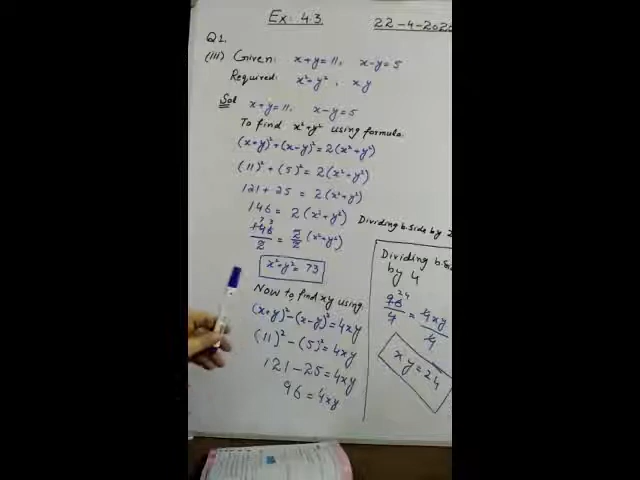 Ex: 4.3 22-4-2020
Q1.
(iii) Given: x+y=11, x-y=5
Required: x²+y², xy
Sol x+y=11, x-y=5
To find x²+y² using formula
(x+y)²+(x-y)²=2(x²+y²)
(11)²+(5)²=2(x²+y²)
121+25 = 2(x²+y²)
146 = 2(x²+y²) Dividing b.side by 2
146/2 73 = 2/2 (x²+y²)
x²+y²= 73
Now to find xy using
(x+y)²-(x-y)²=4xy
(11)²-(5)²=4xy
121-25=4xy
96=4xy
Dividing b.s
by 4
96/4 24 = 4xy/4
xy=24